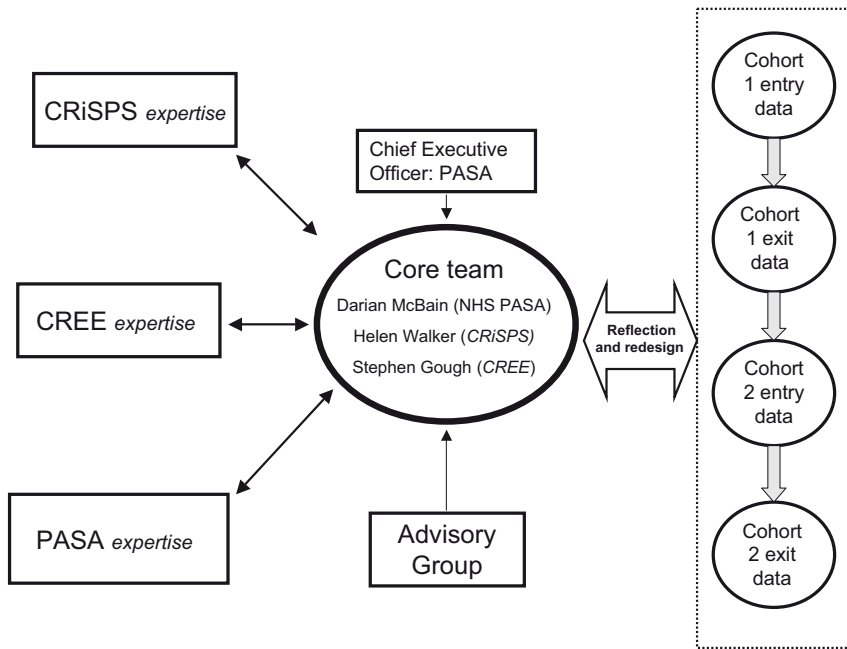 CRiSPS expertise
CREE expertise
PASA expertise
Chief Executive
Officer: PASA
Core team
Darian McBain (NHS PASA)
Helen Walker (CRiSPS)
Stephen Gough (CREE)
Advisory
Group
Reflection
and redesign
Cohort
1 entry
data
Cohort
1 exit
data
Cohort
2 entry
data
Cohort
2 exit
data